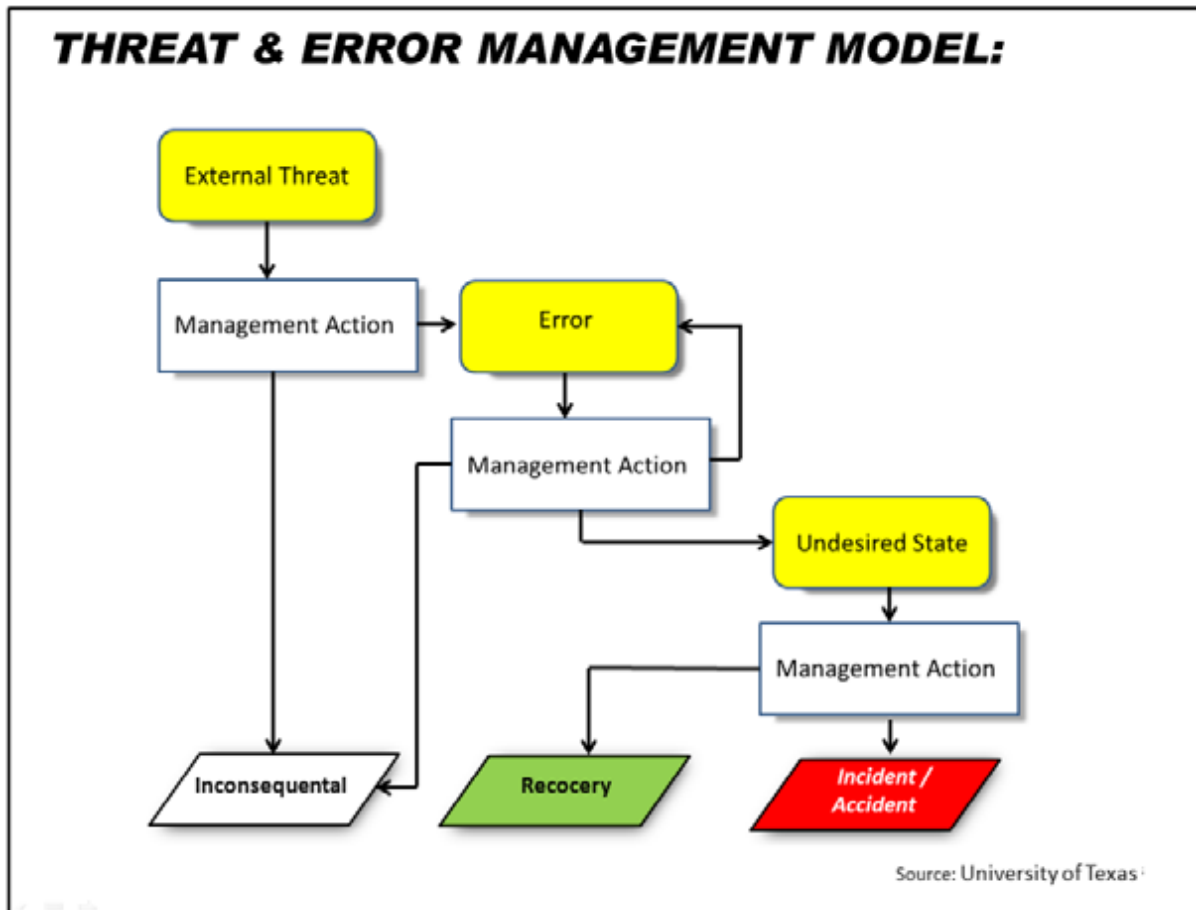 THREAT & ERROR MANAGEMENT MODEL:
External Threat
Management Action
Error
Management Action
Undesired State
Management Action
Inconsequental
Recocery
Incident /
Accident
Source: University of Texas